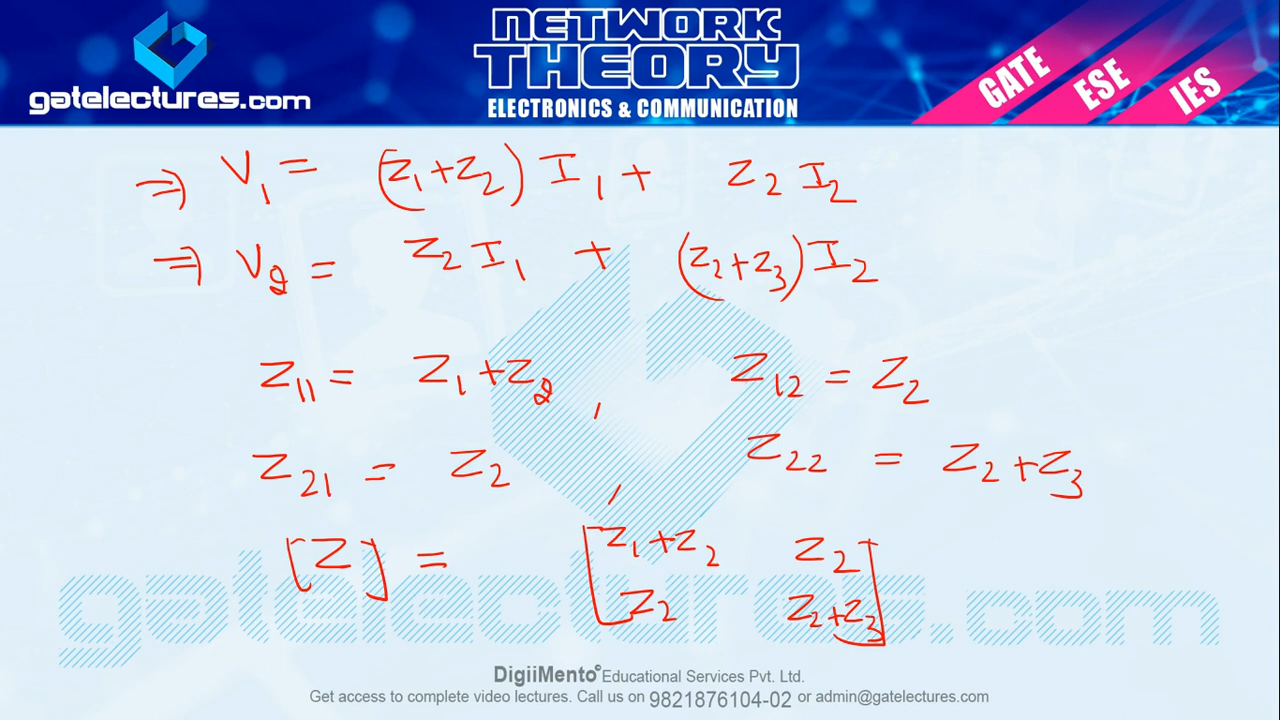 gatelectures.com
NETWORK
THEORY
ELECTRONICS & COMMUNICATION
GATE
ESE
IES
⇒ V₁ = (Z₁+Z₂) I₁ + Z₂ I₂
⇒ V₂ = Z₂ I₁ + (Z₂+Z₃) I₂
Z₁₁ = Z₁+Z₂ , Z₁₂ = Z₂
Z₂₁ = Z₂ , Z₂₂ = Z₂+Z₃
[Z] = [Z₁+Z₂ Z₂
Z₂ Z₂+Z₃]
gatelectures.com
DigiiMento© Educational Services Pvt. Ltd.
Get access to complete video lectures. Call us on 9821876104-02 or admin@gatelectures.com